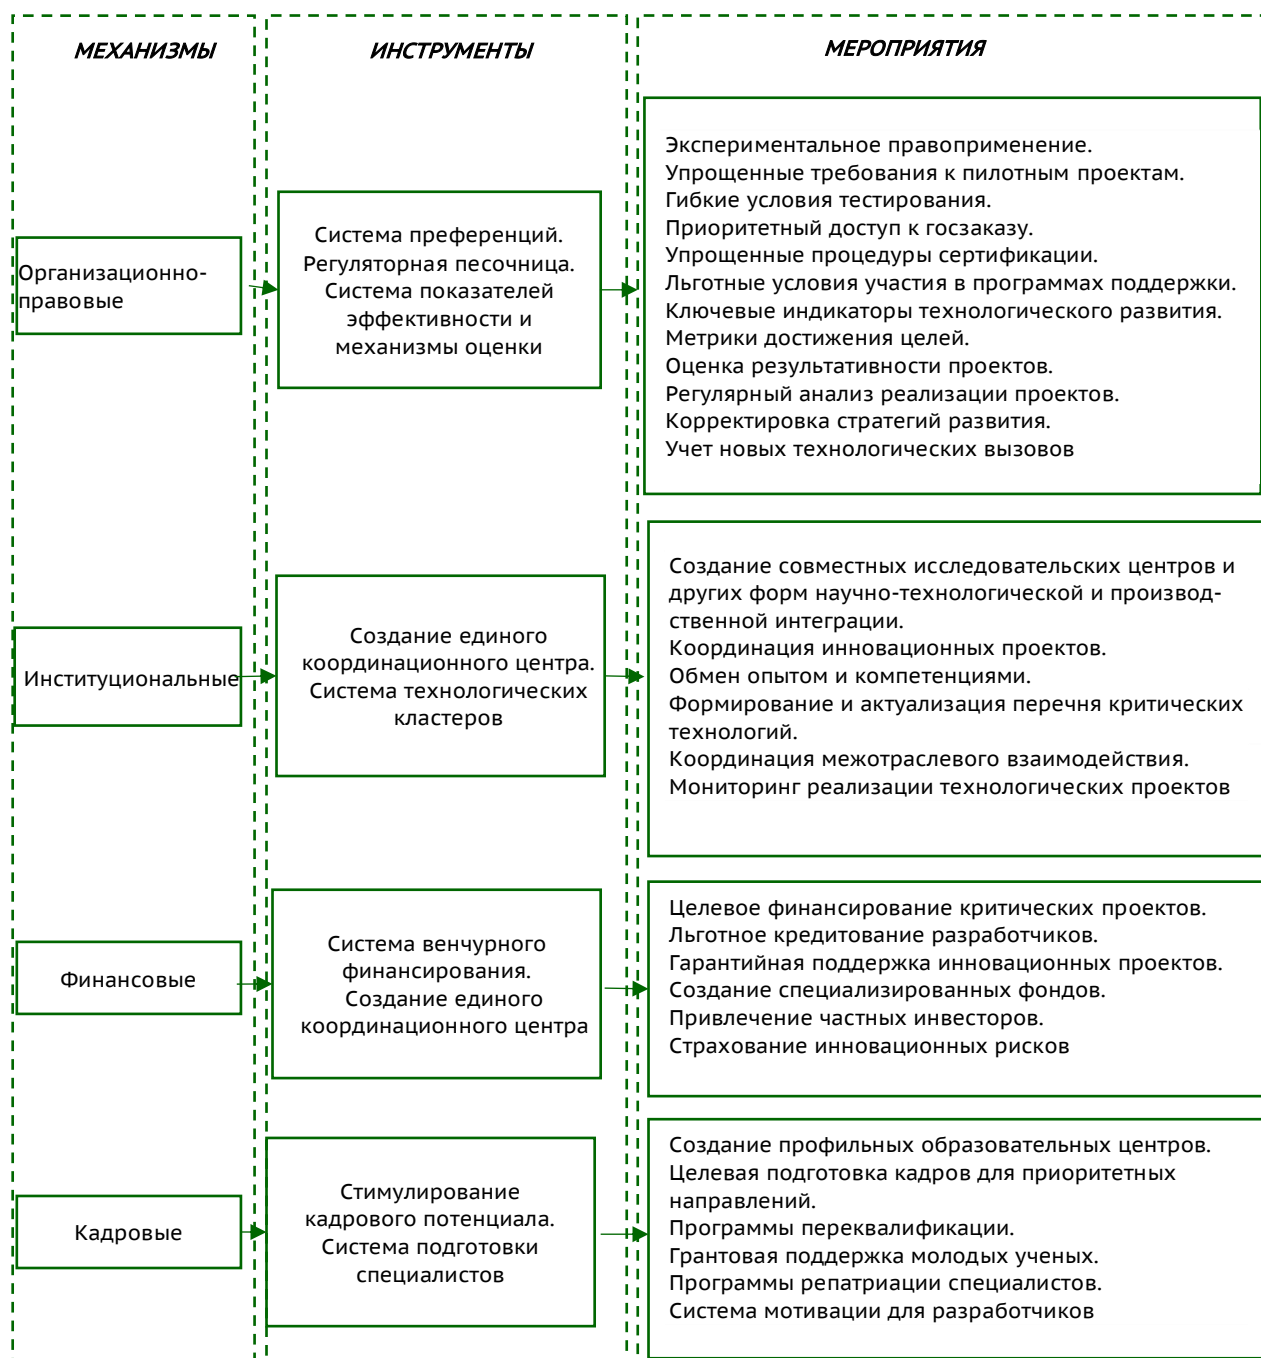 МЕХАНИЗМЫ
ИНСТРУМЕНТЫ
МЕРОПРИЯТИЯ
Организационно-
правовые
Система преференций.
Регуляторная песочница.
Система показателей
эффективности и
механизмы оценки
Экспериментальное правоприменение.
Упрощенные требования к пилотным проектам.
Гибкие условия тестирования.
Приоритетный доступ к госзаказу.
Упрощенные процедуры сертификации.
Льготные условия участия в программах поддержки.
Ключевые индикаторы технологического развития.
Метрики достижения целей.
Оценка результативности проектов.
Регулярный анализ реализации проектов.
Корректировка стратегий развития.
Учет новых технологических вызовов
Институциональные
Создание единого
координационного центра.
Система технологических
кластеров
Создание совместных исследовательских центров и
других форм научно-технологической и производ-
ственной интеграции.
Координация инновационных проектов.
Обмен опытом и компетенциями.
Формирование и актуализация перечня критических
технологий.
Координация межотраслевого взаимодействия.
Мониторинг реализации технологических проектов
Финансовые
Система венчурного
финансирования.
Создание единого
координационного центра
Целевое финансирование критических проектов.
Льготное кредитование разработчиков.
Гарантийная поддержка инновационных проектов.
Создание специализированных фондов.
Привлечение частных инвесторов.
Страхование инновационных рисков
Кадровые
Стимулирование
кадрового потенциала.
Система подготовки
специалистов
Создание профильных образовательных центров.
Целевая подготовка кадров для приоритетных
направлений.
Программы переквалификации.
Грантовая поддержка молодых ученых.
Программы репатриации специалистов.
Система мотивации для разработчиков